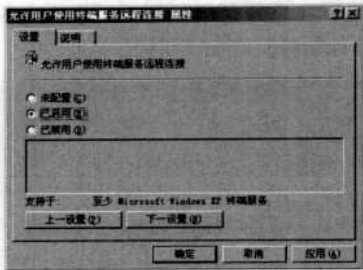 允许用户使用终端服务远程连接 属性
设置 说明
允许用户使用终端服务远程连接
未配置(C)
已启用(E)
已禁用(D)
支持于: 至少 Microsoft Windows XP 终端服务
上一设置(P) 下一设置(N)
确定 取消 应用(A)